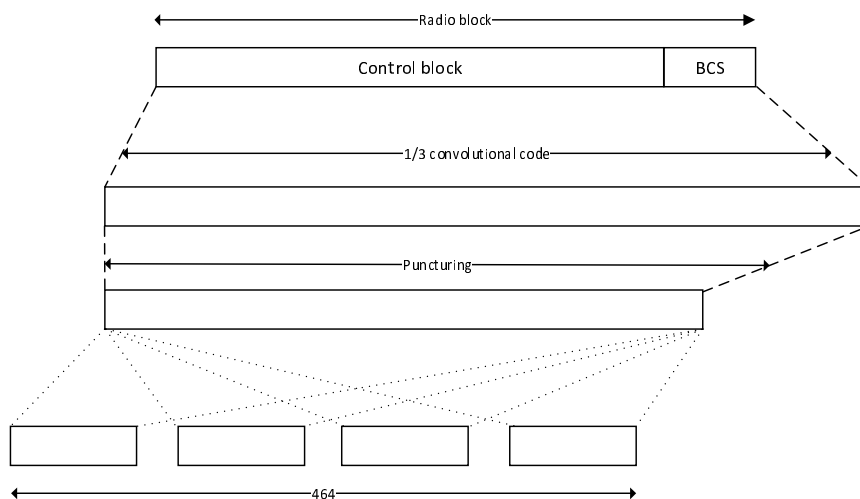 Radio block
Control block
BCS
1/3 convolutional code
Puncturing
464